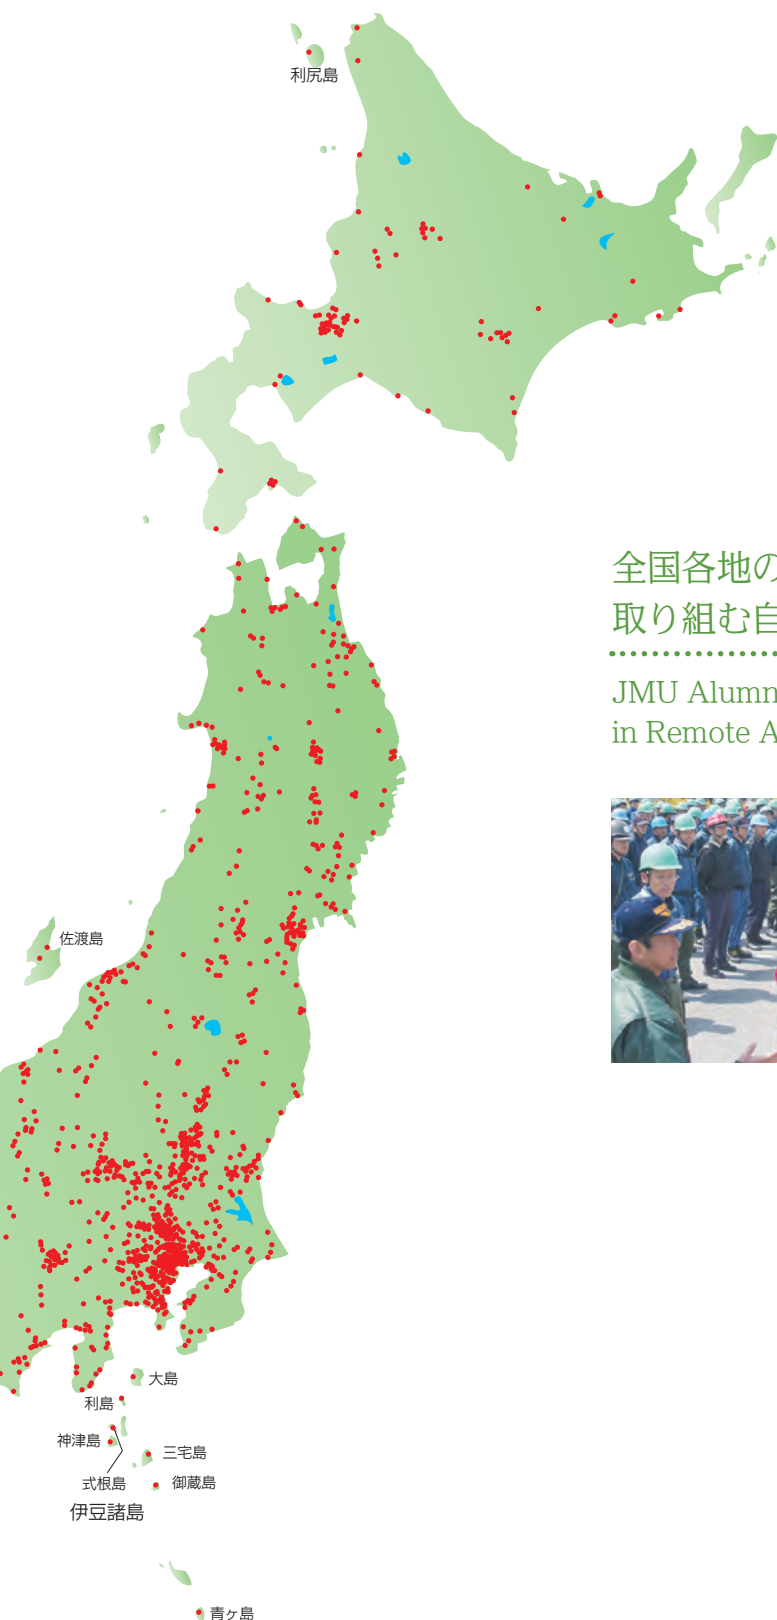 利尻島
全国各地の
取り組む自
JMU Alumn
in Remote A
佐渡島
大島
利島
神津島
三宅島
式根島
御蔵島
伊豆諸島
青ヶ島